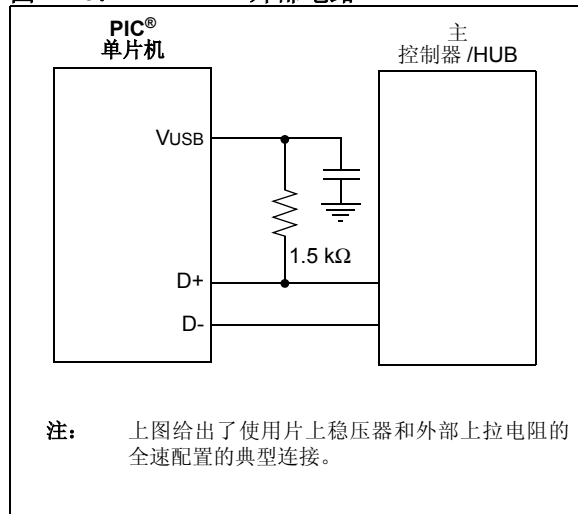 PIC®
单片机
主
控制器 /HUB
VUSB
1.5 kΩ
D+
D-
注： 上图给出了使用片上稳压器和外部上拉电阻的
全速配置的典型连接。